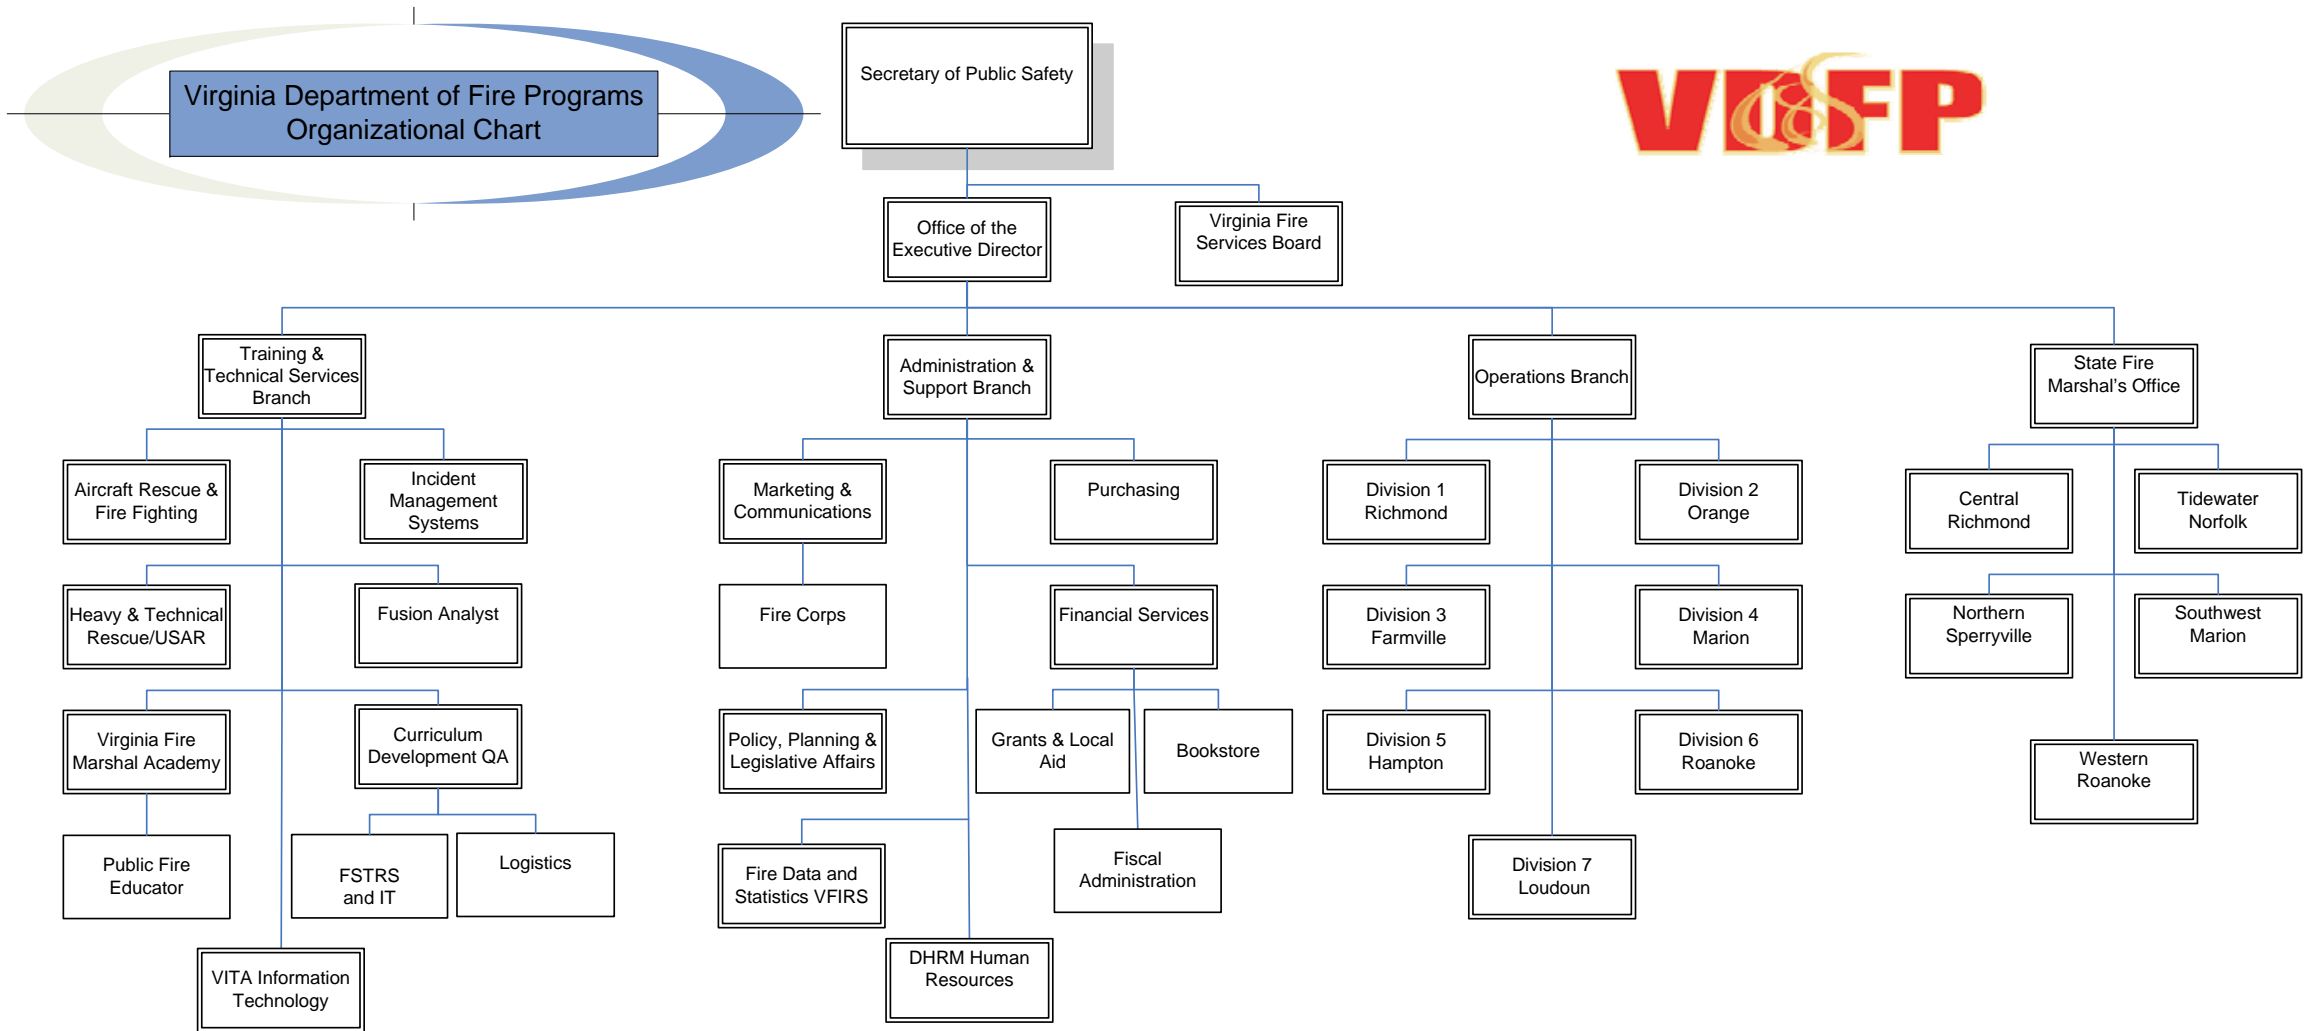 Virginia Department of Fire Programs
Organizational Chart
Secretary of Public Safety
VDFP
Office of the
Executive Director
Virginia Fire
Services Board
Training &
Technical Services
Branch
Administration &
Support Branch
Operations Branch
State Fire
Marshal's Office
Aircraft Rescue &
Fire Fighting
Incident
Management
Systems
Marketing &
Communications
Purchasing
Division 1
Richmond
Division 2
Orange
Central
Richmond
Tidewater
Norfolk
Heavy & Technical
Rescue/USAR
Fusion Analyst
Fire Corps
Financial Services
Division 3
Farmville
Division 4
Marion
Northern
Sperryville
Southwest
Marion
Virginia Fire
Marshal Academy
Curriculum
Development QA
Policy, Planning &
Legislative Affairs
Grants & Local
Aid
Bookstore
Division 5
Hampton
Division 6
Roanoke
Western
Roanoke
Public Fire
Educator
FSTRS
and IT
Logistics
Fire Data and
Statistics VFIRS
Fiscal
Administration
Division 7
Loudoun
VITA Information
Technology
DHRM Human
Resources